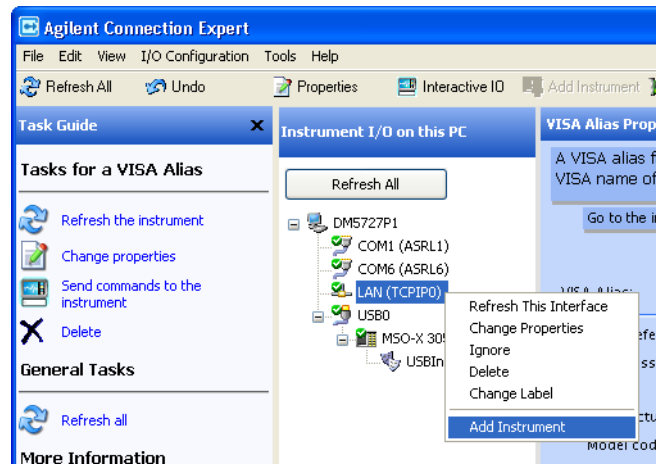 Agilent Connection Expert
File Edit View I/O Configuration Tools Help
Refresh All Undo Properties Interactive IO Add Instrument
Task Guide
Tasks for a VISA Alias
Refresh the instrument
Change properties
Send commands to the
instrument
Delete
General Tasks
Refresh all
More Information
Instrument I/O on this PC
Refresh All
DM5727P1
COM1 (ASRL1)
COM6 (ASRL6)
LAN (TCPIP0)
USB0
MSO-X 305
USBIn
Refresh This Interface
Change Properties
Ignore
Delete
Change Label
Add Instrument
VISA Alias Prop
A VISA alias f
VISA name of
Go to the i
VISA Alias:
Model cod